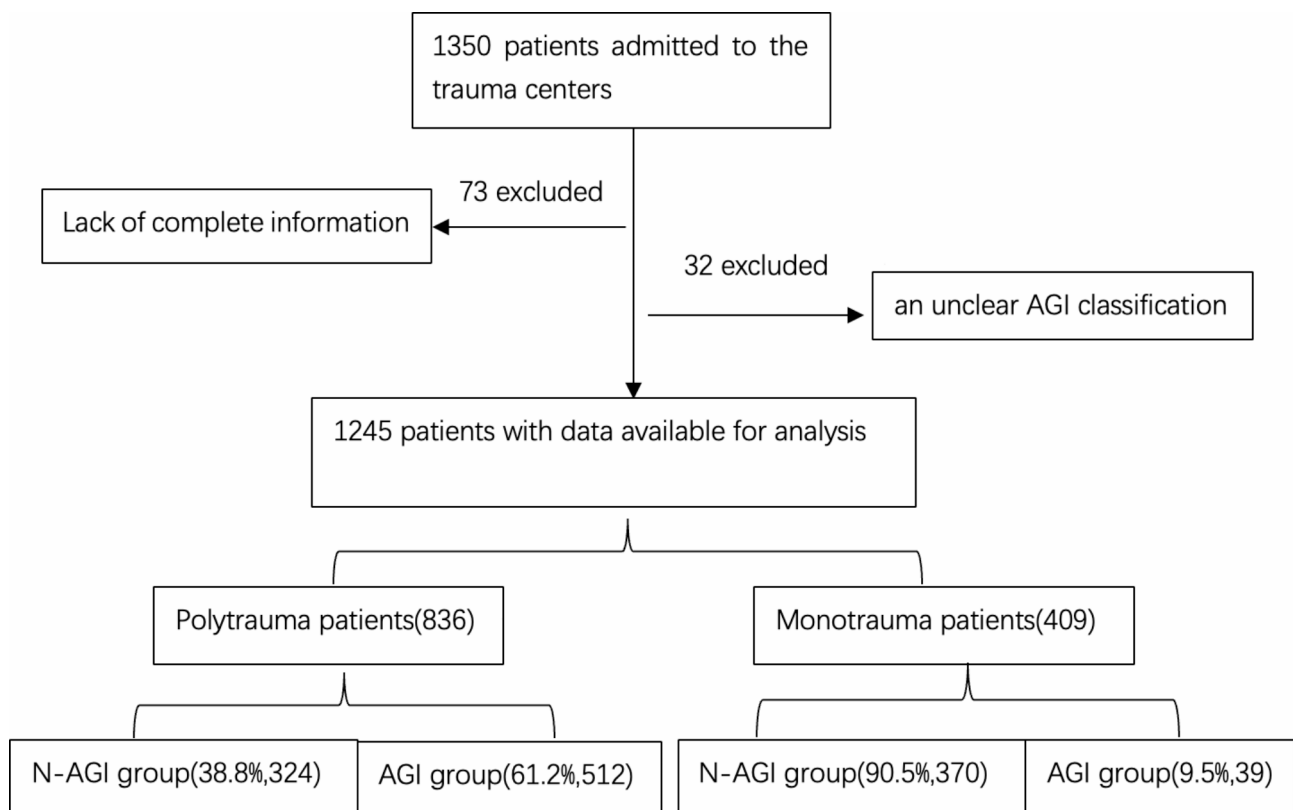 1350 patients admitted to the
trauma centers
73 excluded
Lack of complete information
32 excluded
an unclear AGI classification
1245 patients with data available for analysis
Polytrauma patients(836)
Monotrauma patients(409)
N-AGI group(38.8%,324)
AGI group(61.2%,512)
N-AGI group(90.5%,370)
AGI group(9.5%,39)